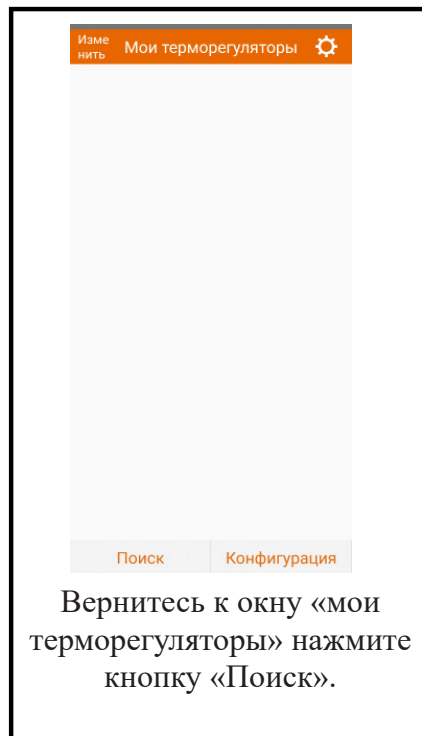 Изме
нить
Мои терморегуляторы
Поиск
Конфигурация
Вернитесь к окну «мои
терморегуляторы» нажмите
кнопку «Поиск».